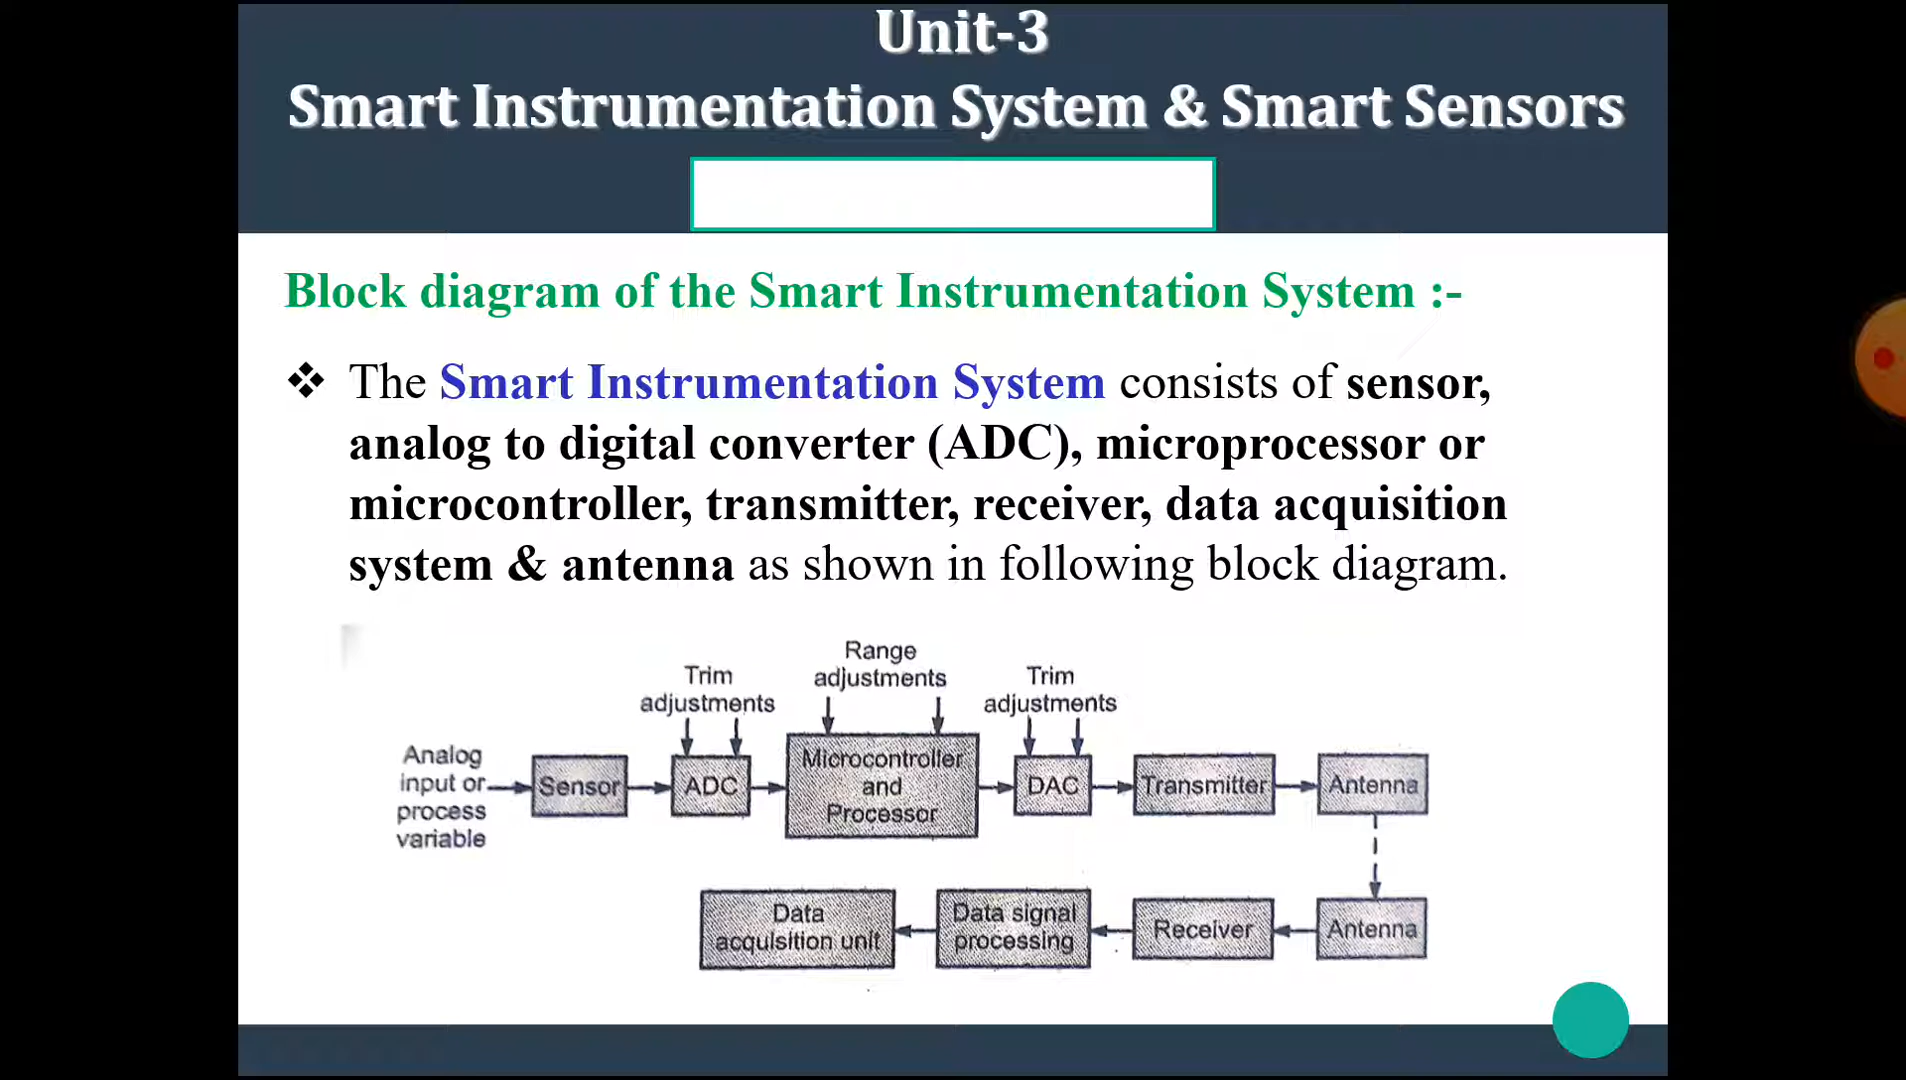 Unit-3
Smart Instrumentation System & Smart Sensors
Block diagram of the Smart Instrumentation System :-
❖ The Smart Instrumentation System consists of sensor,
analog to digital converter (ADC), microprocessor or
microcontroller, transmitter, receiver, data acquisition
system & antenna as shown in following block diagram.
Trim
adjustments
Range
adjustments
Trim
adjustments
Analog
input or
process
variable
Sensor
ADC
Microcontroller
and
Processor
DAC
Transmitter
Antenna
Data
acquisition unit
Data signal
processing
Receiver
Antenna